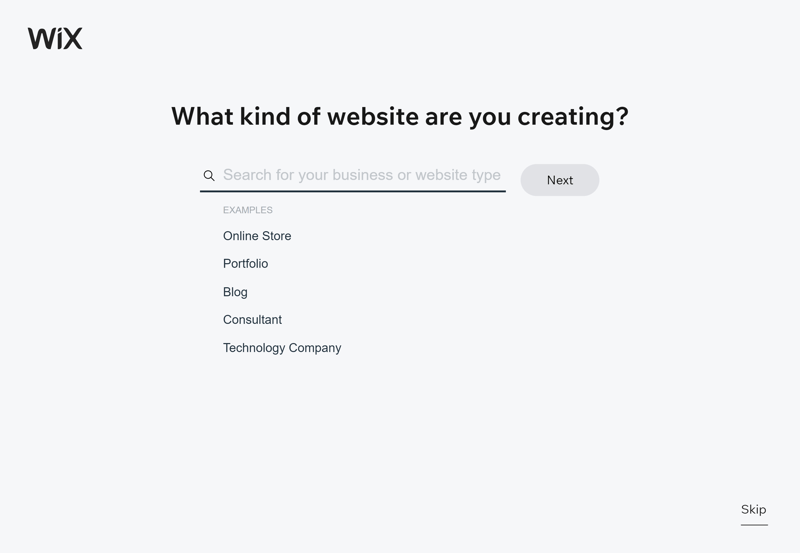 WiX
What kind of website are you creating?
Search for your business or website type
Next
EXAMPLES
Online Store
Portfolio
Blog
Consultant
Technology Company
Skip